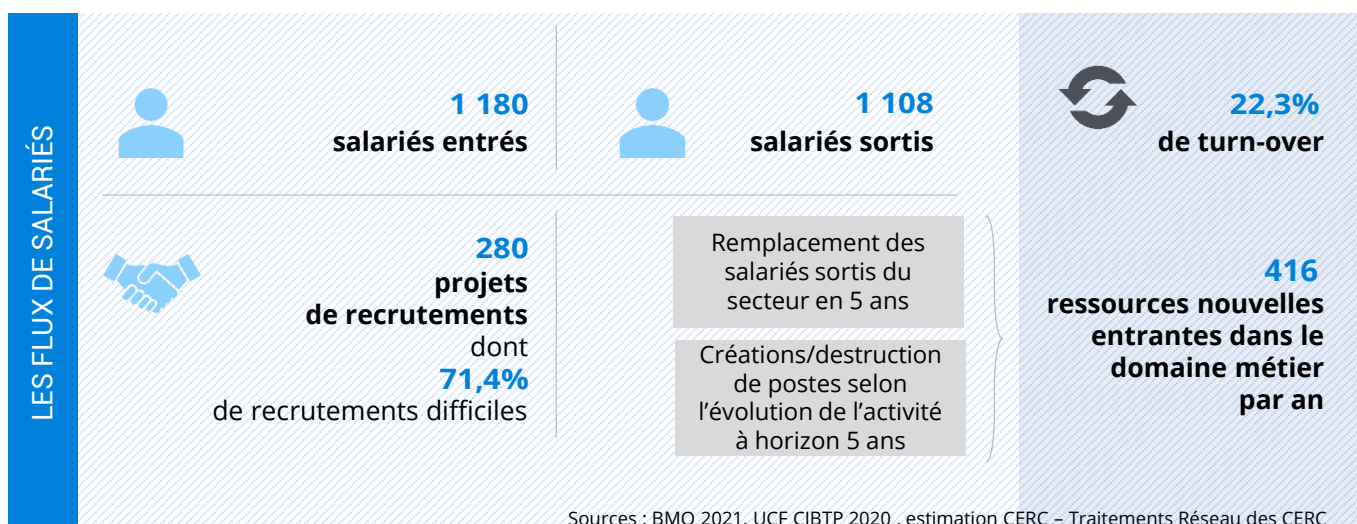 LES FLUX DE SALARIÉS
1 180
salariés entrés
1 108
salariés sortis
22,3%
de turn-over
280
projets
de recrutements
dont
71,4%
de recrutements difficiles
Remplacement des
salariés sortis du
secteur en 5 ans
Créations/destruction
de postes selon
l’évolution de l’activité
à horizon 5 ans
416
ressources nouvelles
entrantes dans le
domaine métier
par an
Sources : BMO 2021, UCF CIBTP 2020 , estimation CERC – Traitements Réseau des CERC